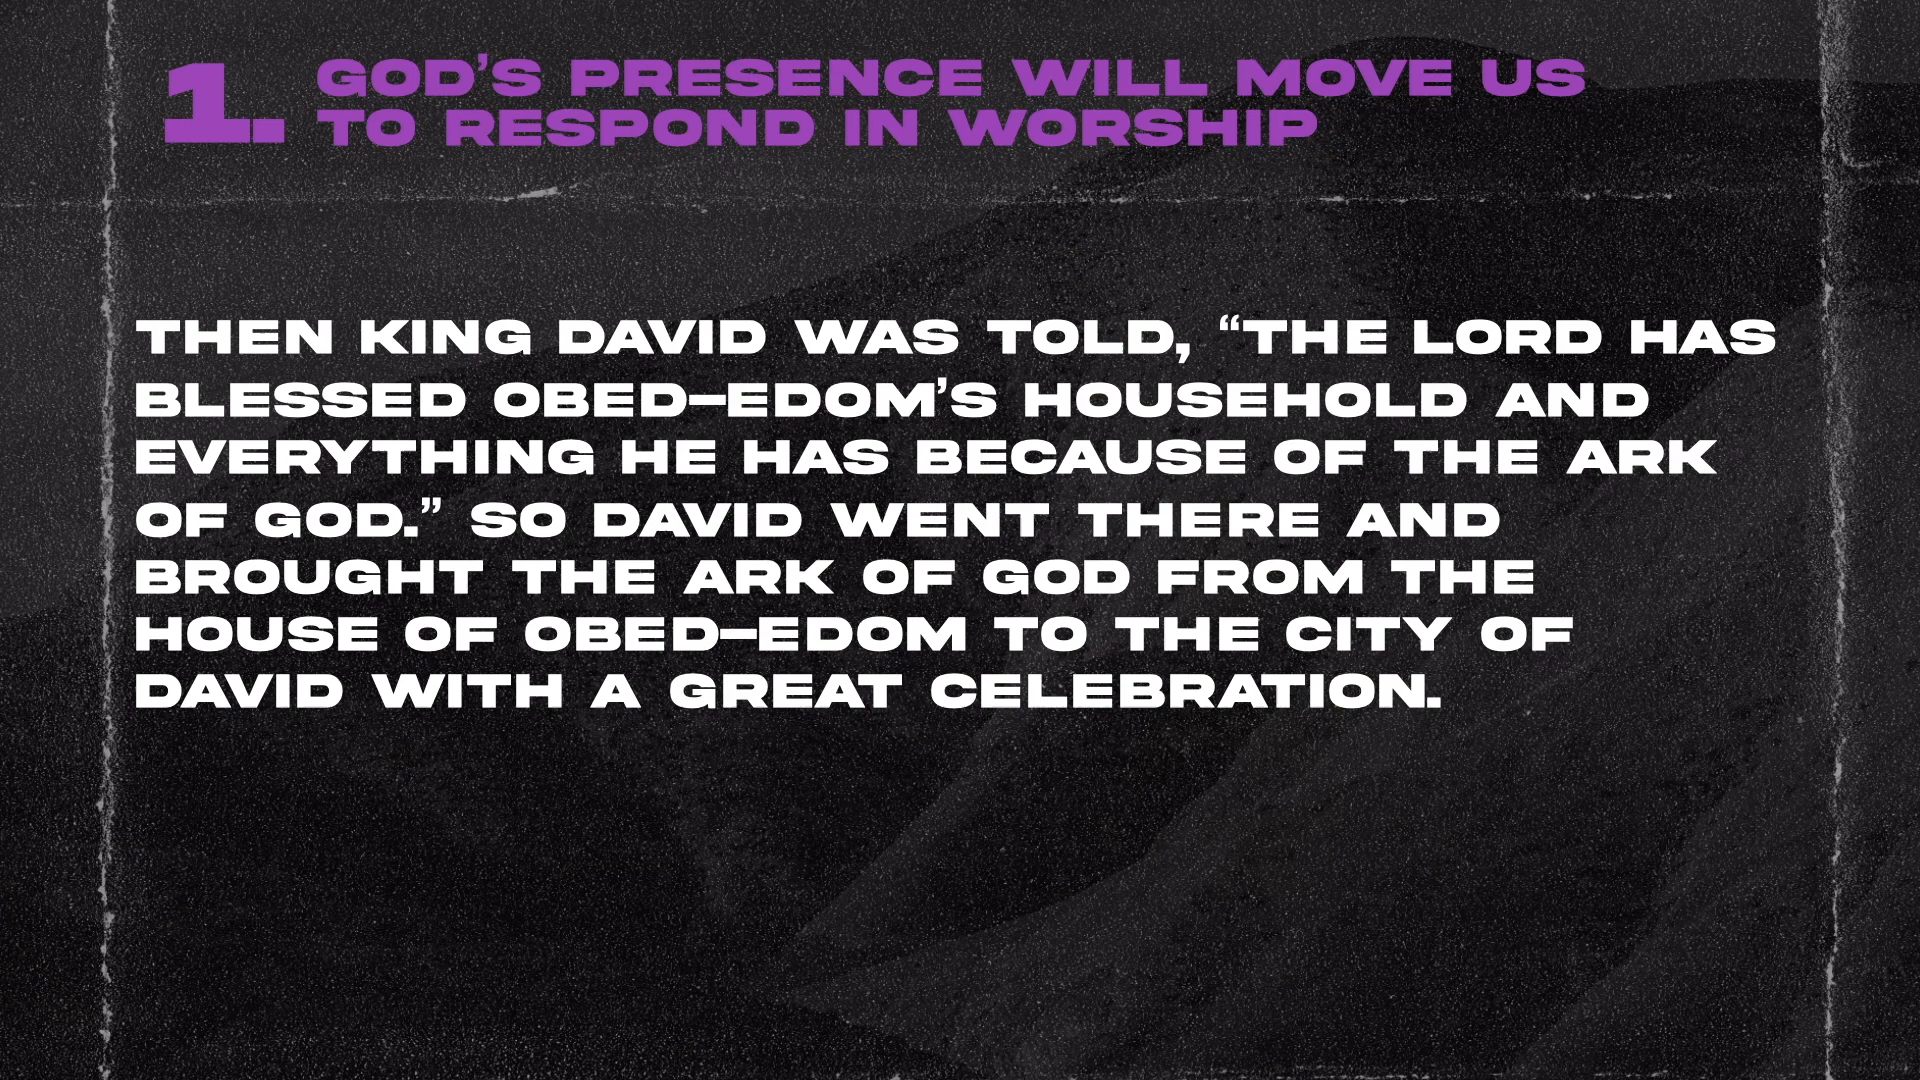 1. GOD’S PRESENCE WILL MOVE US
TO RESPOND IN WORSHIP
THEN KING DAVID WAS TOLD, “THE LORD HAS
BLESSED OBED-EDOM’S HOUSEHOLD AND
EVERYTHING HE HAS BECAUSE OF THE ARK
OF GOD.” SO DAVID WENT THERE AND
BROUGHT THE ARK OF GOD FROM THE
HOUSE OF OBED-EDOM TO THE CITY OF
DAVID WITH A GREAT CELEBRATION.